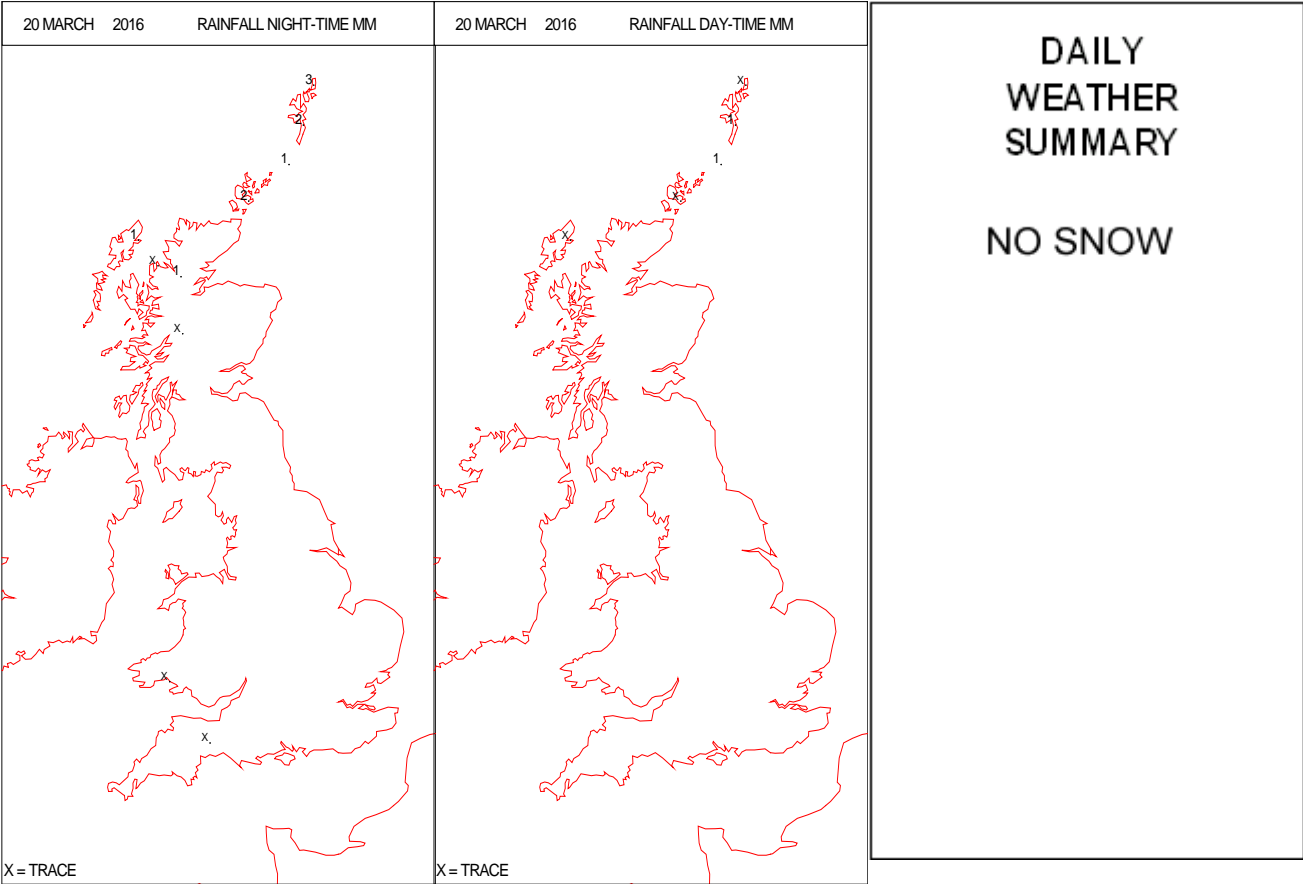 20 MARCH 2016 RAINFALL NIGHT-TIME MM
3
2
1
2
1
x
1
x
x
x
X = TRACE
20 MARCH 2016 RAINFALL DAY-TIME MM
x
1
1
x
x
X = TRACE
DAILY
WEATHER
SUMMARY
NO SNOW